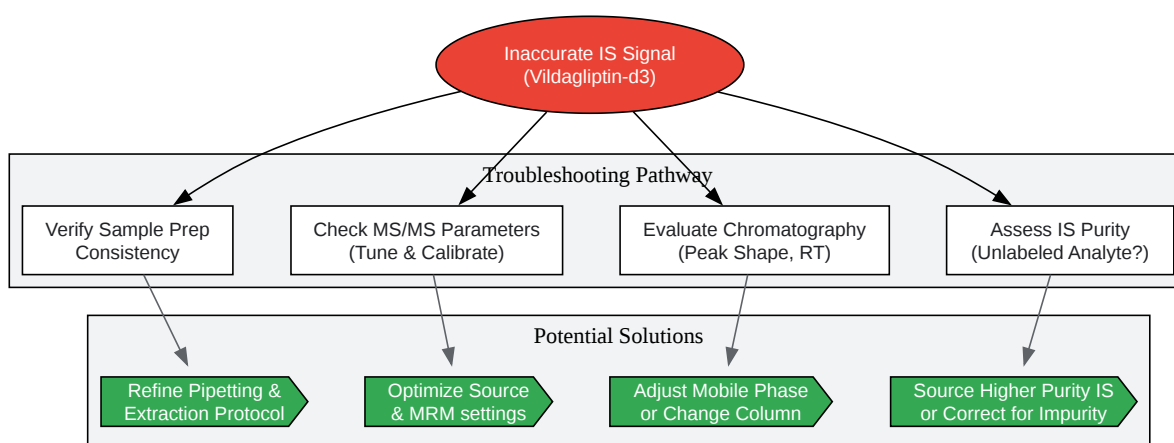 Inaccurate IS Signal
(Vildagliptin-d3)
Troubleshooting Pathway
Verify Sample Prep
Consistency
Check MS/MS Parameters
(Tune & Calibrate)
Evaluate Chromatography
(Peak Shape, RT)
Assess IS Purity
(Unlabeled Analyte?)
Potential Solutions
Refine Pipetting &
Extraction Protocol
Optimize Source
& MRM settings
Adjust Mobile Phase
or Change Column
Source Higher Purity IS
or Correct for Impurity